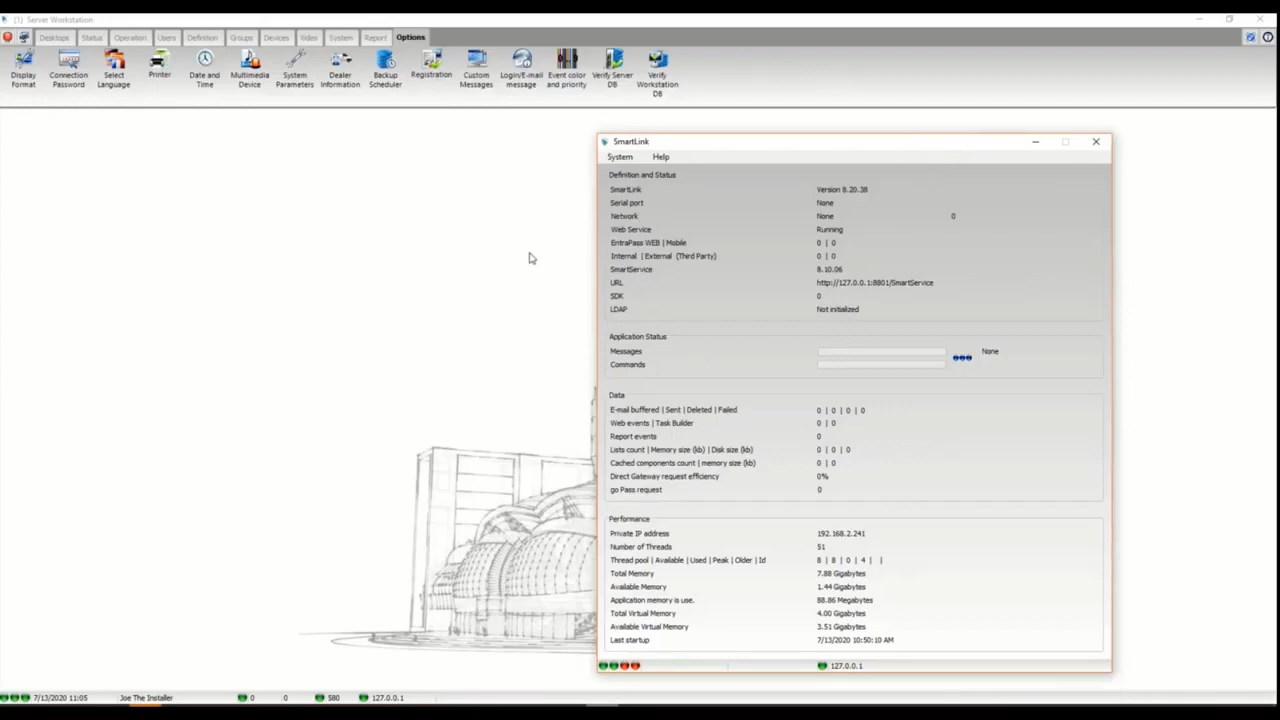 (1) Server Workstation
Desktops Status Operation Users Definition Groups Devices Video System Report Options
Display Format
Connection Password
Select Language
Printer
Date and Time
Multimedia Device
System Parameters
Dealer Information
Backup Scheduler
Registration
Custom Messages
Login/E-mail message
Event color and priority
Verify Server DB
Verify Workstation DB
SmartLink
System Help
Definition and Status
SmartLink Version 8.20.38
Serial port None
Network None 0
Web Service Running
EntraPass WEB | Mobile 0 | 0
Internal | External (Third Party) 0 | 0
SmartService 8.10.06
URL http://127.0.0.1:8801/SmartService
SDK 0
LDAP Not initialized
Application Status
Messages None
Commands
Data
E-mail buffered | Sent | Deleted | Failed 0 | 0 | 0 | 0
Web events | Task Builder 0 | 0
Report events 0
Lists count | Memory size (kb) | Disk size (kb) 0 | 0 | 0
Cached components count | memory size (kb) 0 | 0
Direct Gateway request efficiency 0%
go Pass request 0
Performance
Private IP address 192.168.2.241
Number of Threads 51
Thread pool | Available | Used | Peak | Older | Id 8 | 8 | 0 | 4 | |
Total Memory 7.88 Gigabytes
Available Memory 1.44 Gigabytes
Application memory is use. 88.86 Megabytes
Total Virtual Memory 4.00 Gigabytes
Available Virtual Memory 3.51 Gigabytes
Last startup 7/13/2020 10:50:10 AM
127.0.0.1
7/13/2020 11:05 Joe The Installer 0 0 580 127.0.0.1